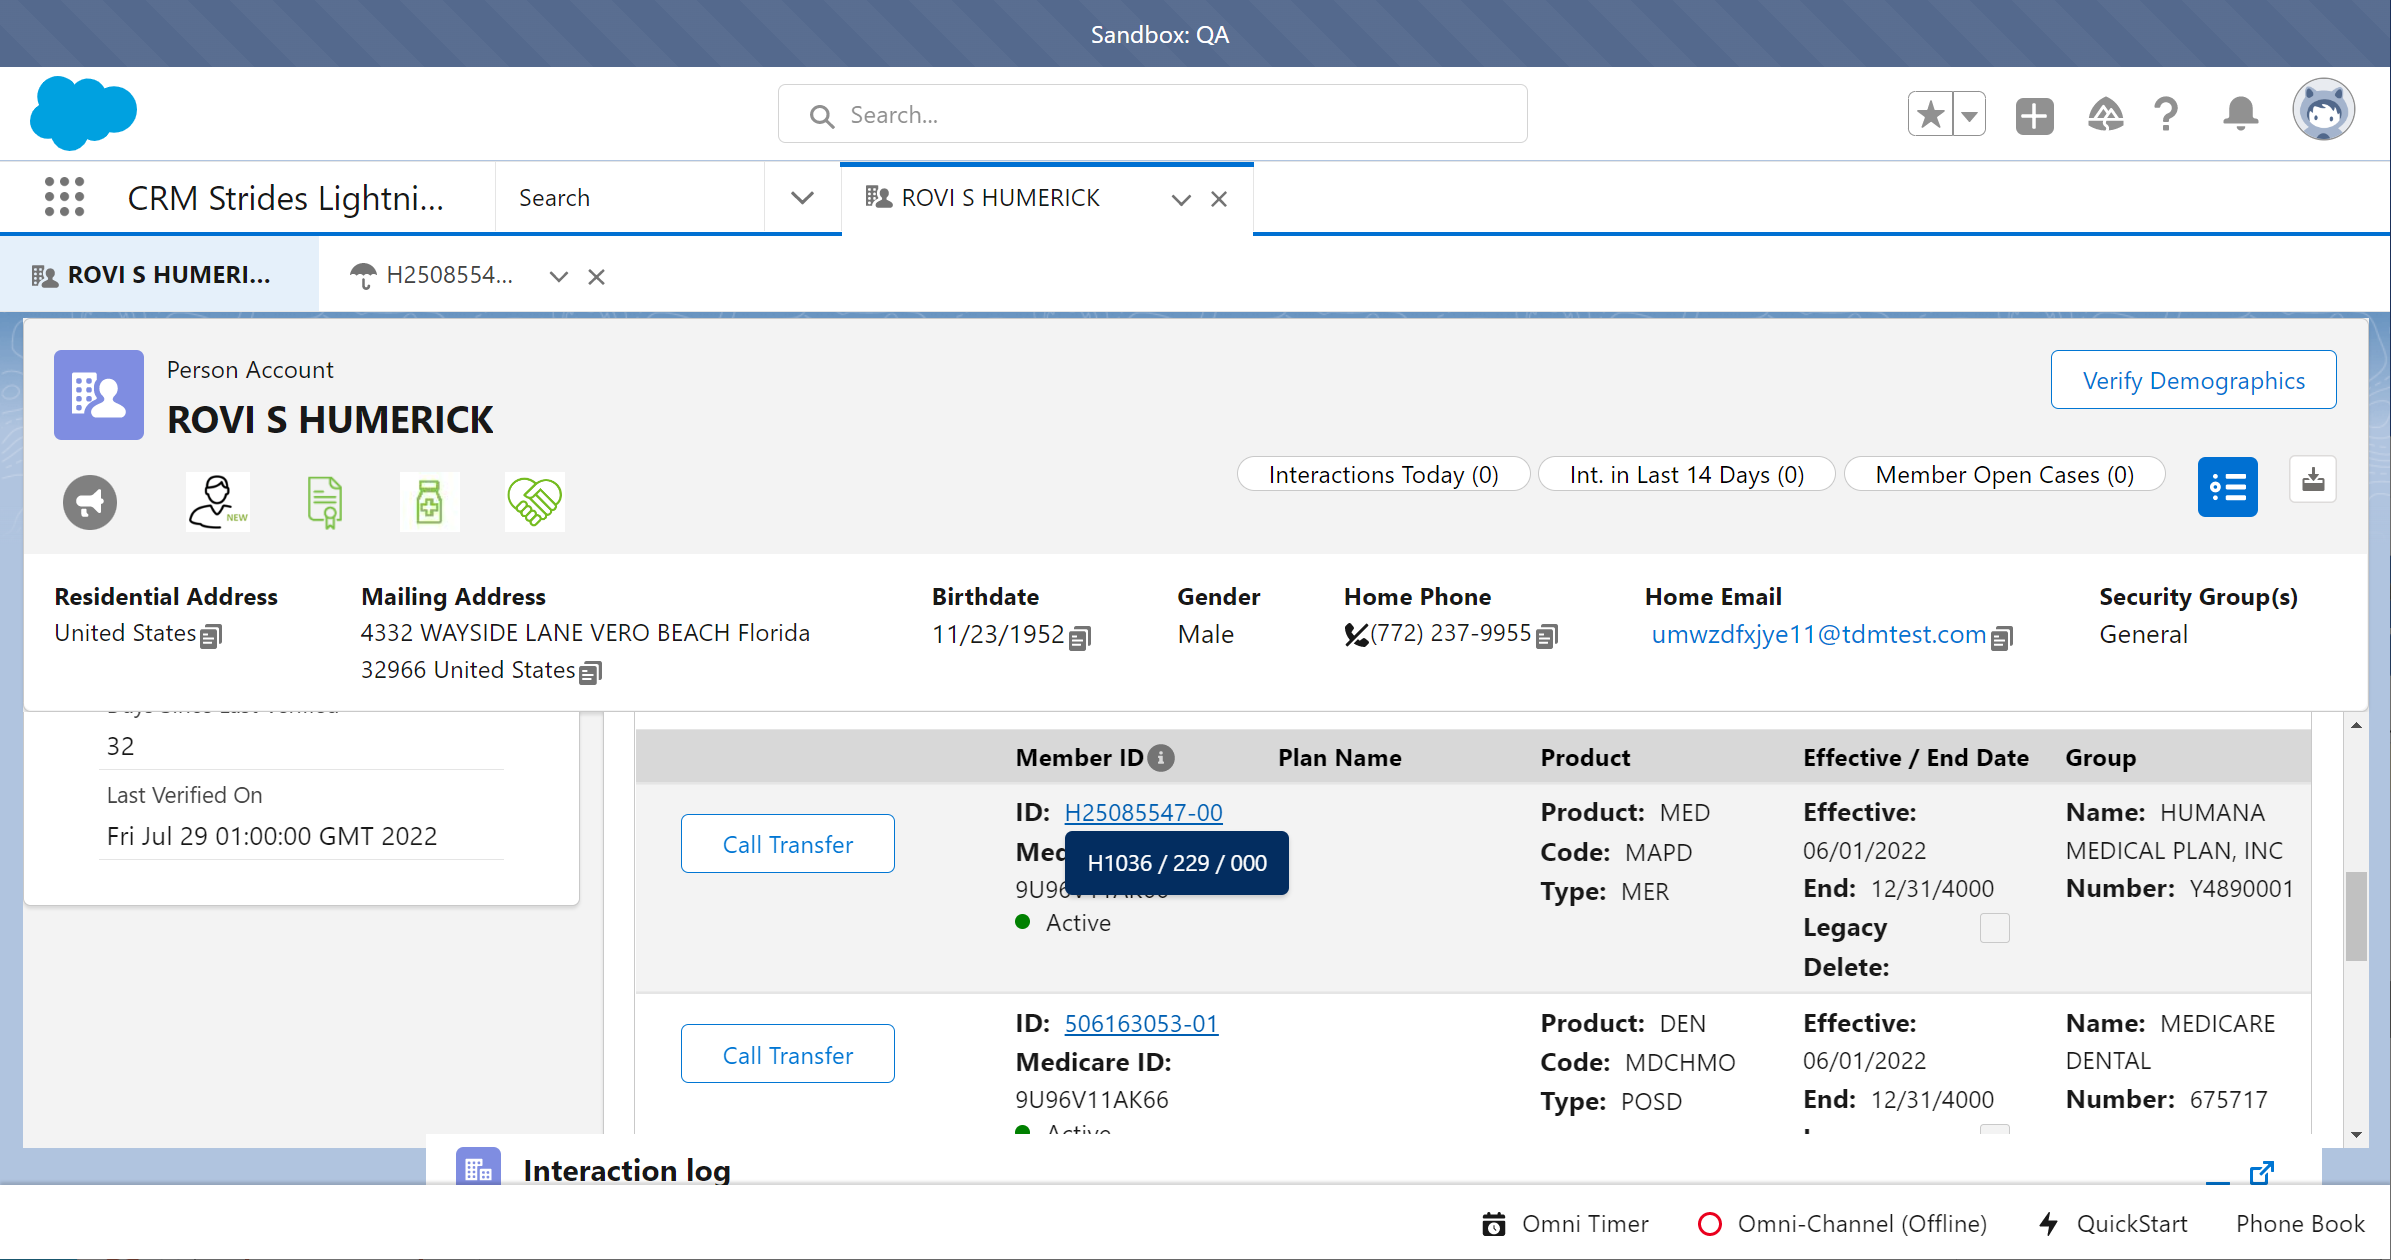 Sandbox: QA
Search...
CRM Strides Lightni...
Search
ROVI S HUMERICK
ROVI S HUMERI...
H2508554...
Person Account
ROVI S HUMERICK
Verify Demographics
NEW
Interactions Today (0)
Int. in Last 14 Days (0)
Member Open Cases (0)
Residential Address
United States
Mailing Address
4332 WAYSIDE LANE VERO BEACH Florida
32966 United States
Birthdate
11/23/1952
Gender
Male
Home Phone
(772) 237-9955
Home Email
umwzdfxjye11@tdmtest.com
Security Group(s)
General
Days Since Last Verified
32
Last Verified On
Fri Jul 29 01:00:00 GMT 2022
Member ID
Plan Name
Product
Effective / End Date
Group
Call Transfer
ID: H25085547-00
H1036 / 229 / 000
Active
Product: MED
Code: MAPD
Type: MER
Effective:
06/01/2022
End: 12/31/4000
Legacy
Delete:
Name: HUMANA
MEDICAL PLAN, INC
Number: Y4890001
Call Transfer
ID: 506163053-01
Medicare ID:
9U96V11AK66
Active
Product: DEN
Code: MDCHMO
Type: POSD
Effective:
06/01/2022
End: 12/31/4000
Name: MEDICARE
DENTAL
Number: 675717
Interaction log
Omni Timer
Omni-Channel (Offline)
QuickStart
Phone Book